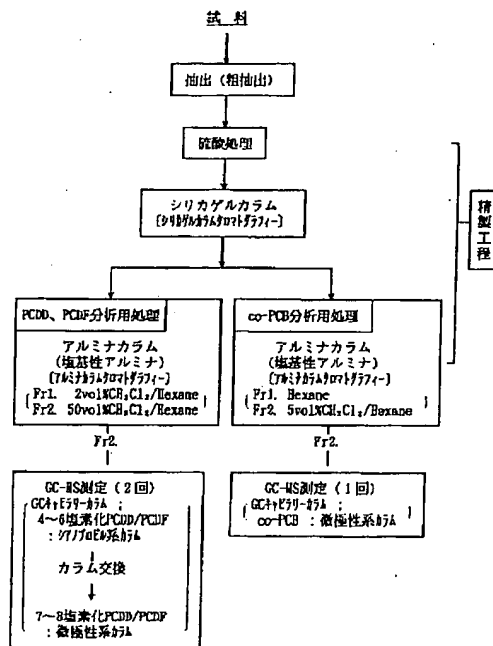 試料
抽出(粗抽出)
硫酸処理
シリカゲルカラム
[シリカゲルカラムクロマトグラフィー]
精製工程
PCDD、PCDF分析用処理
アルミナカラム
(塩基性アルミナ)
[アルミナカラムクロマトグラフィー]
Fr1. 2vol%CH₂Cl₂/Hexane
Fr2. 50vol%CH₂Cl₂/Hexane
co-PCB分析用処理
アルミナカラム
(塩基性アルミナ)
[アルミナカラムクロマトグラフィー]
Fr1. Hexane
Fr2. 5vol%CH₂Cl₂/Hexane
Fr2.
Fr2.
GC-MS測定(2回)
GCキャピラリーカラム;
4~6塩素化PCDD/PCDF
:シアノプロピル系カラム
カラム交換
7~8塩素化PCDD/PCDF
:微極性系カラム
GC-MS測定(1回)
GCキャピラリーカラム;
co-PCB:微極性系カラム